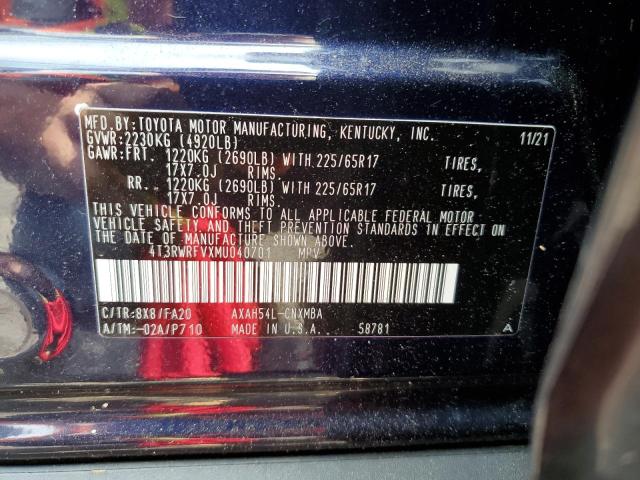 MFD.BY:TOYOTA MOTOR MANUFACTURING, KENTUCKY, INC. 11/21
GVWR:2230KG (4920LB)
GAWR:FRT. 1220KG (2690LB) WITH 225/65R17 TIRES,
17X7.0J RIMS.
RR.. 1220KG (2690LB) WITH 225/65R17 TIRES,
17X7.0J RIMS.
THIS VEHICLE CONFORMS TO ALL APPLICABLE FEDERAL MOTOR
VEHICLE SAFETY AND THEFT PREVENTION STANDARDS IN EFFECT ON
THE DATE OF MANUFACTURE SHOWN ABOVE.
4T3RWRFVXMU040701 MPV
C/TR:8X8/FA20 AXAH54L-CNXMBA
A/TM:-02A/P710 MADE IN U.S.A. 58781 A